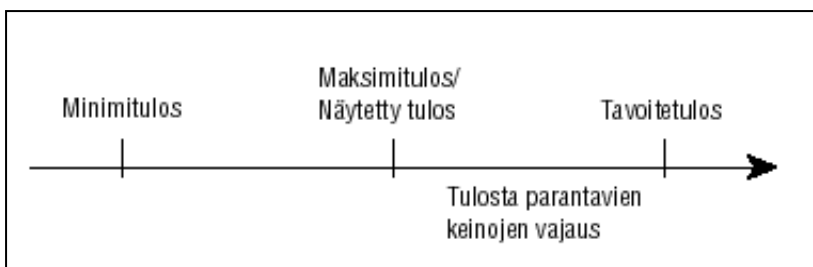 Minimitulos
Maksimitulos/
Näytetty tulos
Tavoitetulos
Tulosta parantavien
keinojen vajaus